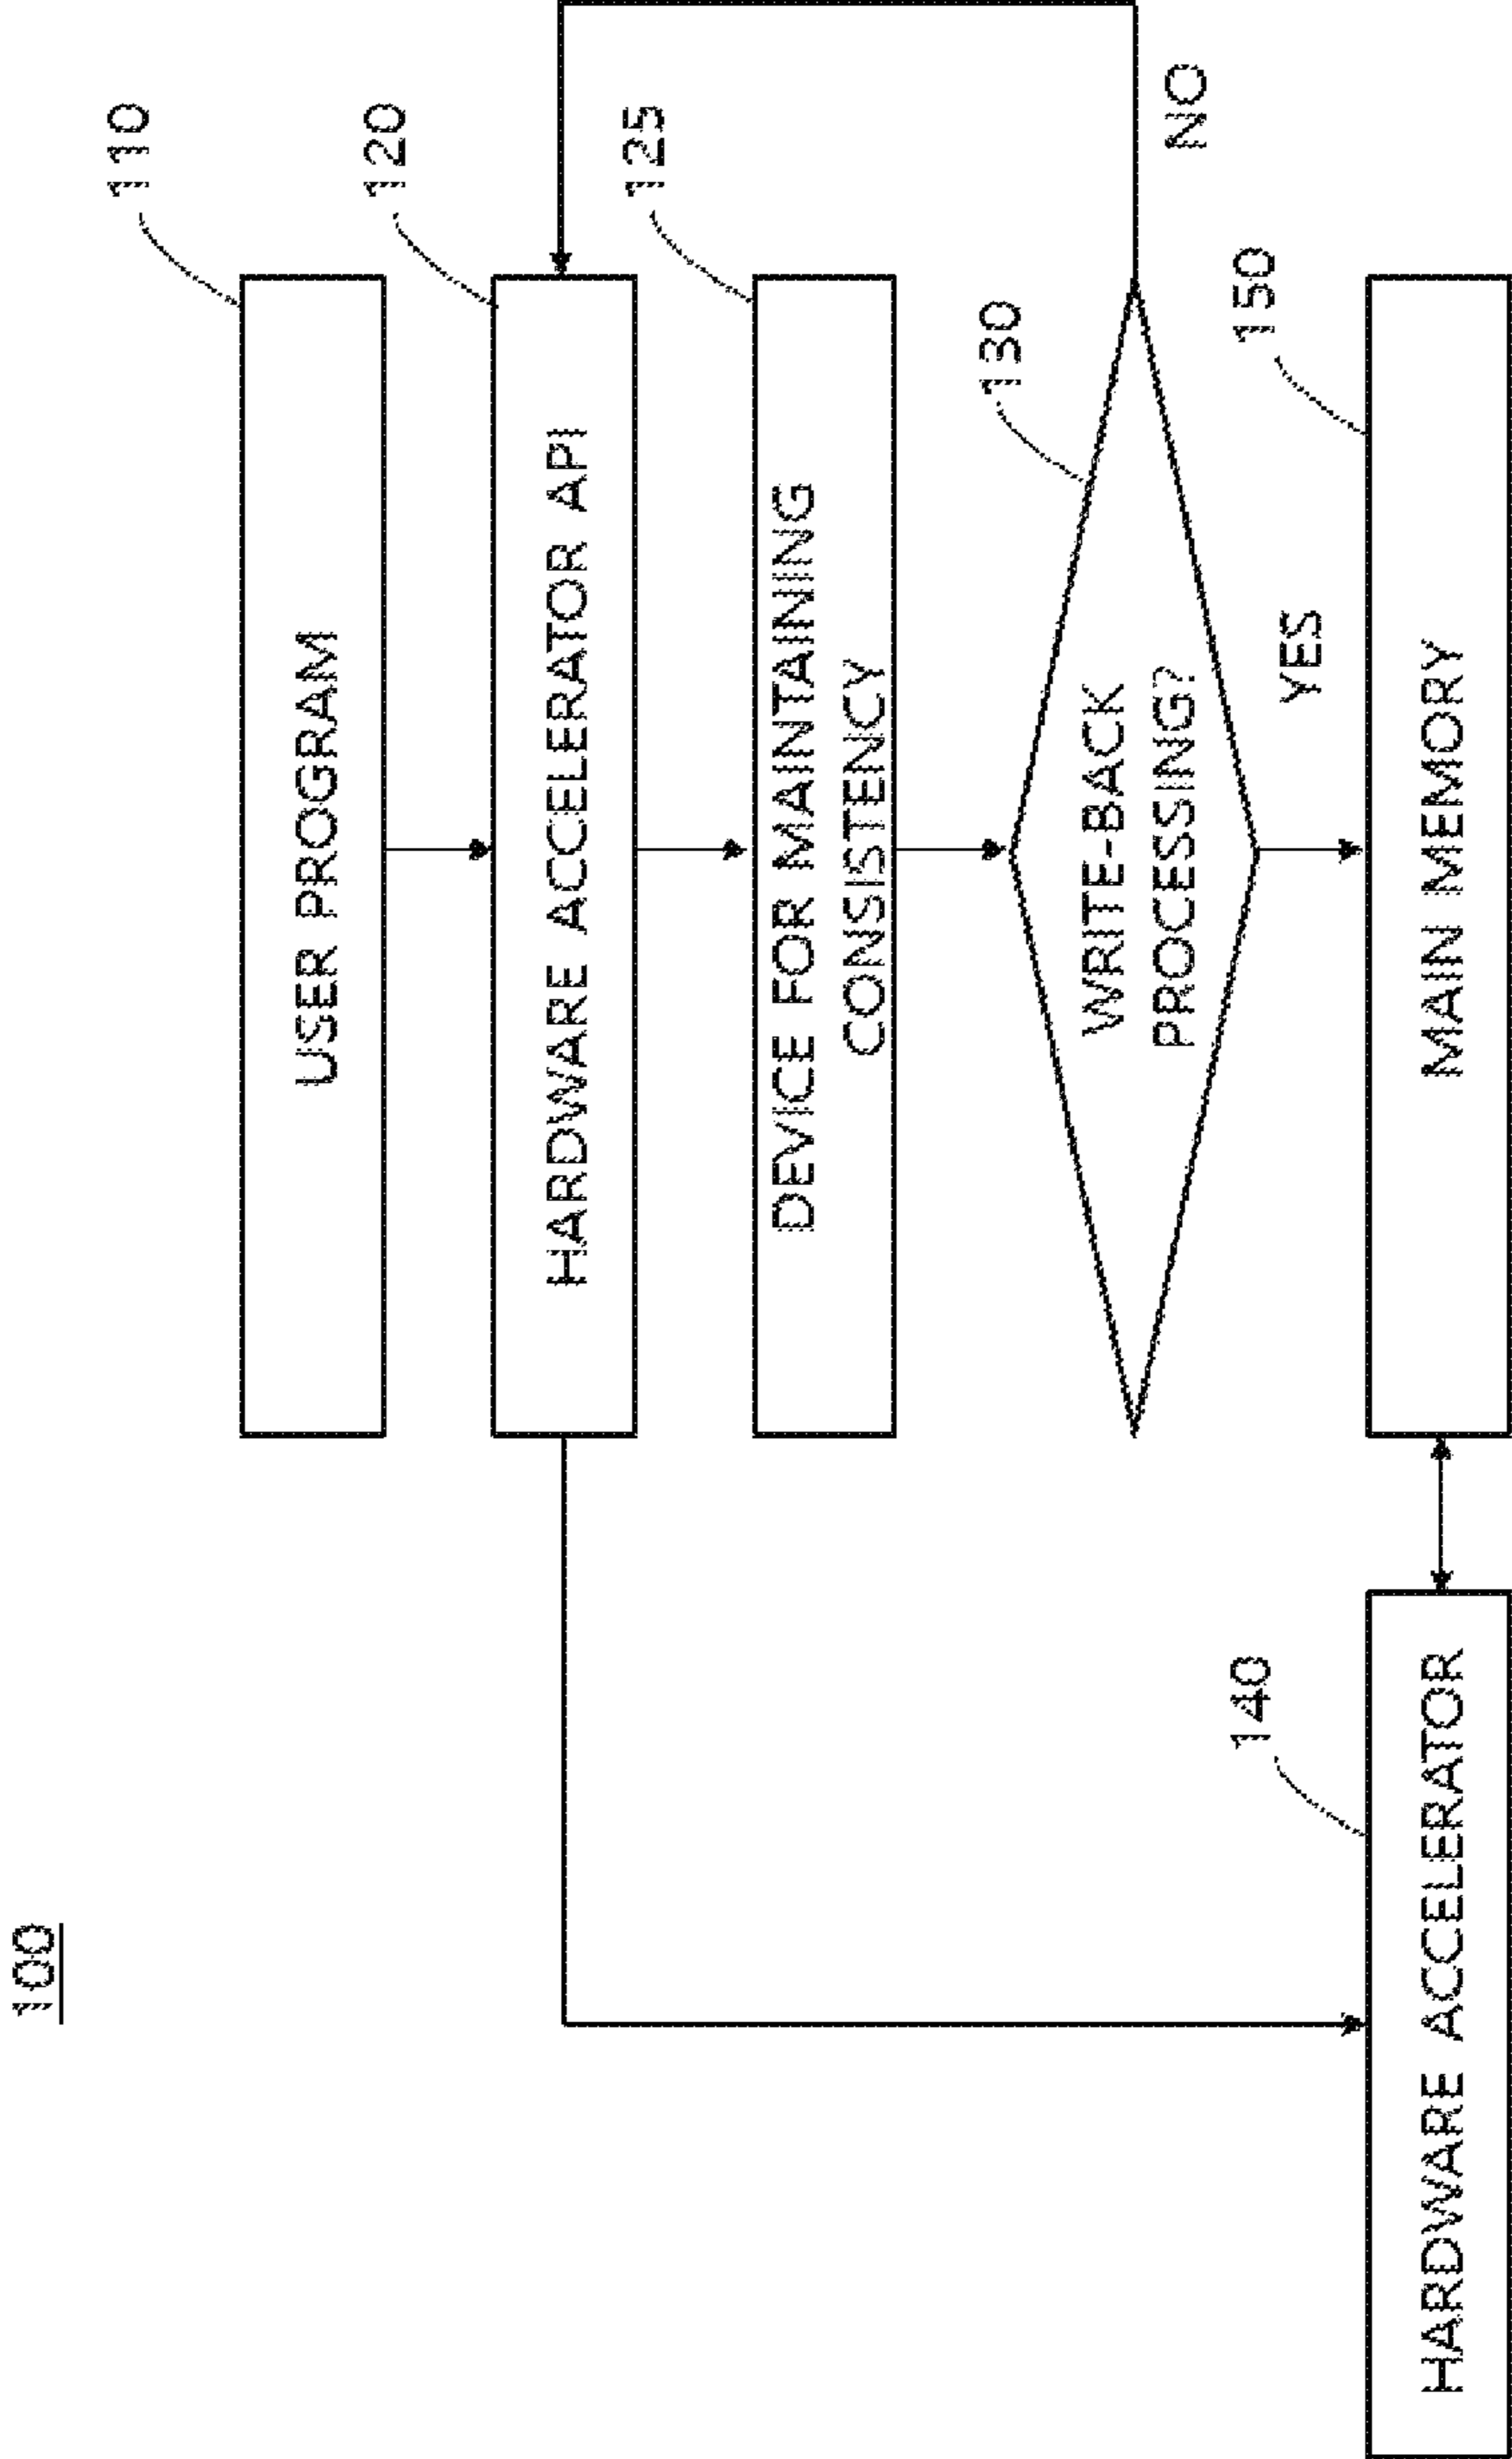 100
110
USER PROGRAM
120
HARDWARE ACCELERATOR API
125
DEVICE FOR MAINTAINING
CONSISTENCY
130
WRITE-BACK
PROCESSING?
NO
YES
140
HARDWARE ACCELERATOR
150
MAIN MEMORY